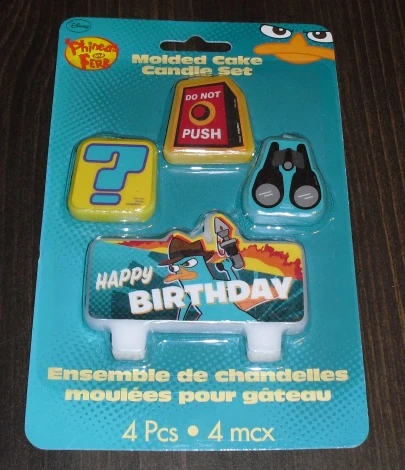 Disney
Phineas
and
Ferb
Molded Cake
Candle Set
DO NOT
PUSH
?
HAPPY
BIRTHDAY
Ensemble de chandelles
moulées pour gâteau
4 Pcs • 4 mcx